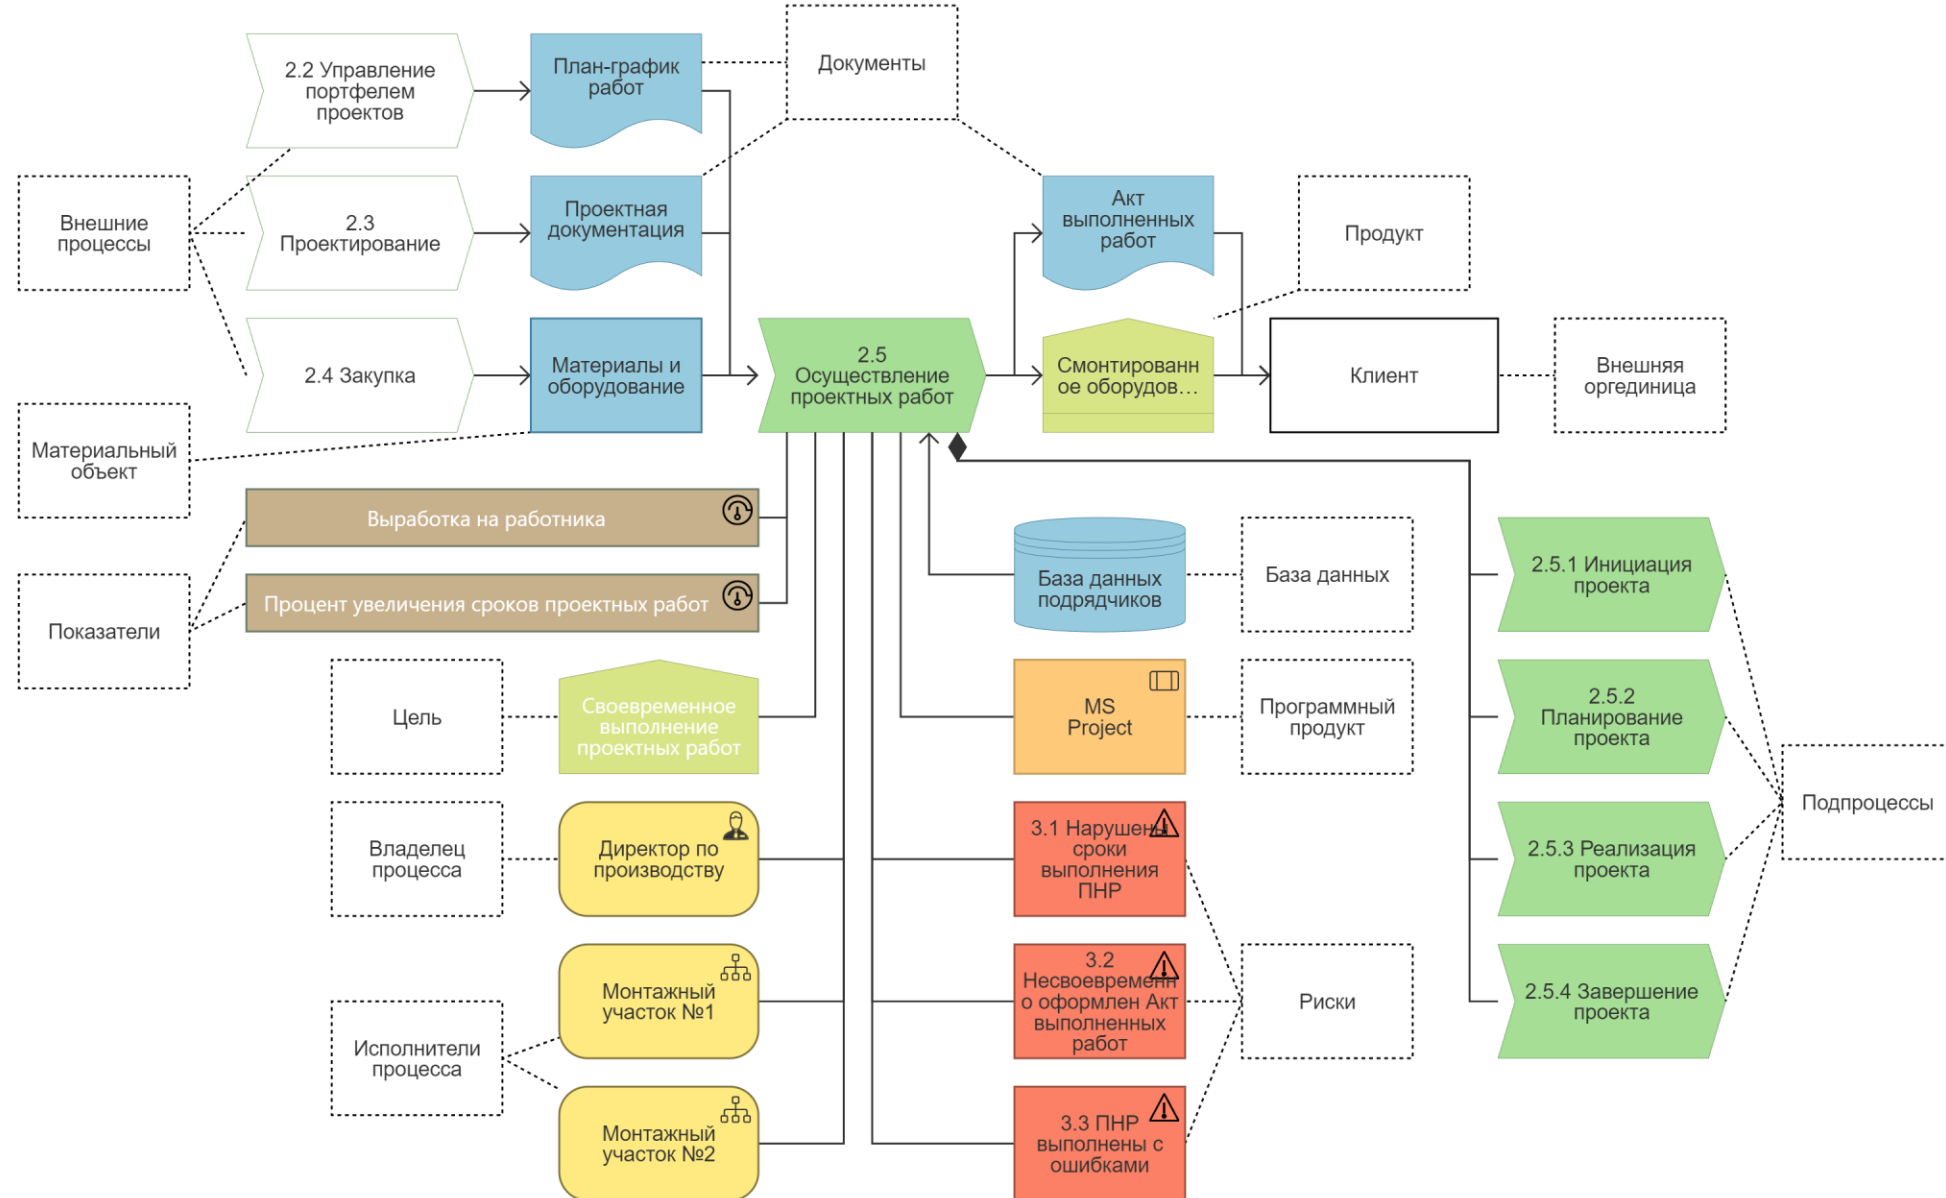 2.2 Управление
портфелем
проектов
План-график
работ
Документы
Внешние
процессы
2.3
Проектирование
Проектная
документация
Акт
выполненных
работ
Продукт
2.4 Закупка
Материалы и
оборудование
2.5
Осуществление
проектных работ
Смонтированн
ое оборудов...
Клиент
Внешняя
оргединица
Материальный
объект
Выработка на работника
Процент увеличения сроков проектных работ
Показатели
База данных
подрядчиков
База данных
2.5.1 Инициация
проекта
Цель
Своевременное
выполнение
проектных работ
MS
Project
Программный
продукт
2.5.2
Планирование
проекта
Подпроцессы
Владелец
процесса
Директор по
производству
3.1 Нарушены
сроки
выполнения
ПНР
2.5.3 Реализация
проекта
Монтажный
участок №1
3.2
Несвоевременн
о оформлен Акт
выполненных
работ
Риски
2.5.4 Завершение
проекта
Исполнители
процесса
Монтажный
участок №2
3.3 ПНР
выполнены с
ошибками